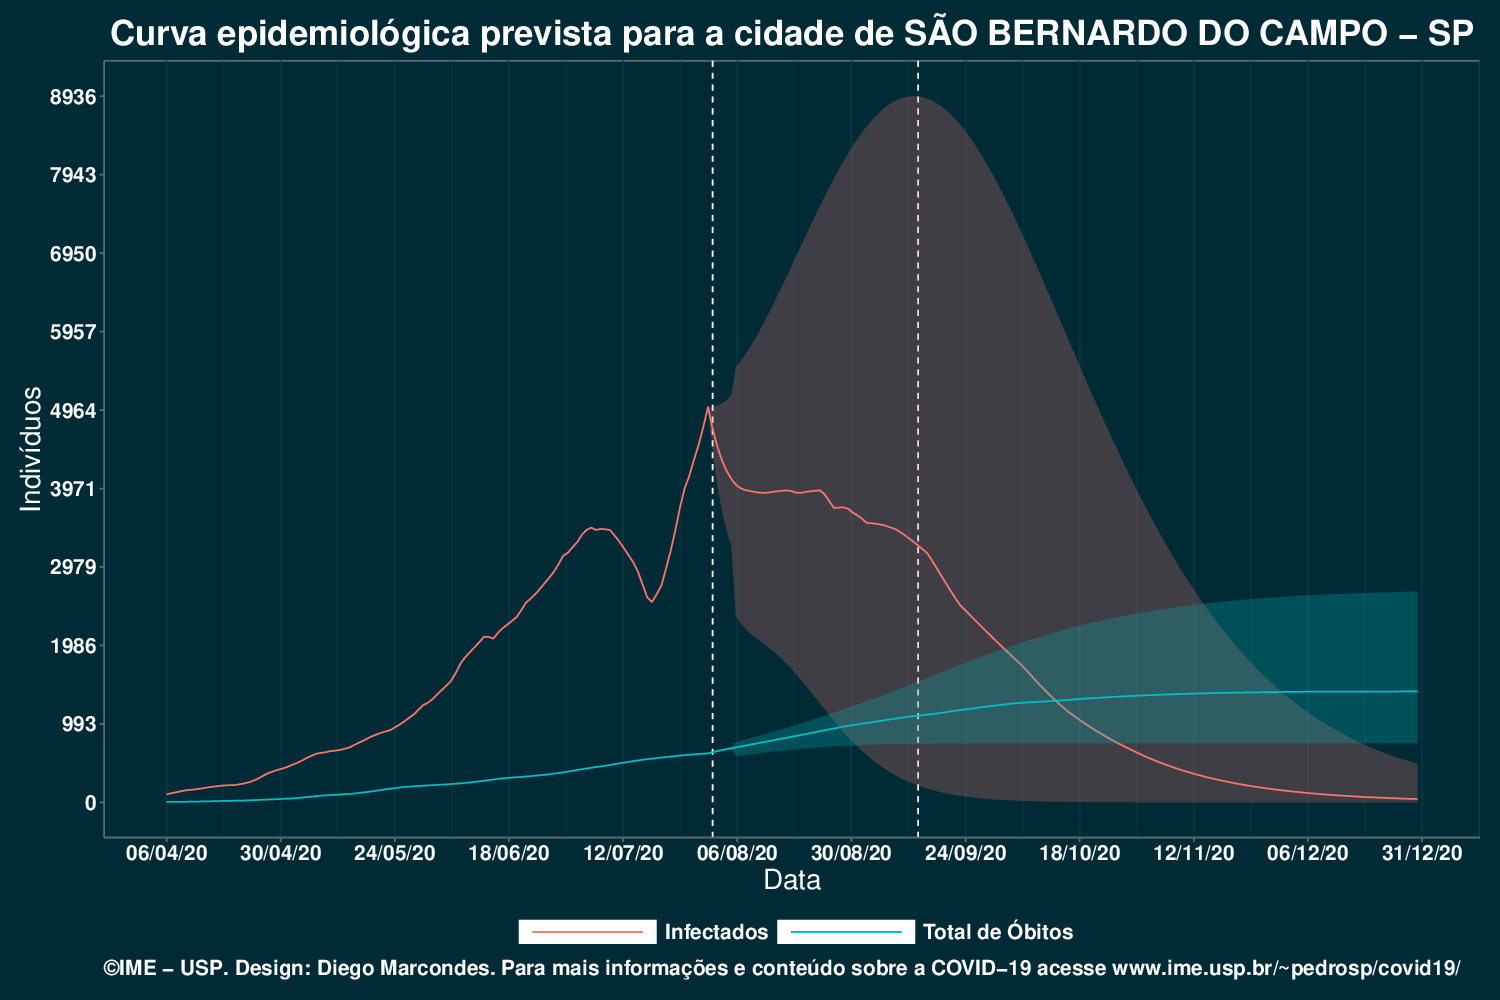 Curva epidemiológica prevista para a cidade de SÃO BERNARDO DO CAMPO – SP
8936
7943
6950
5957
4964
3971
2979
1986
993
0
Indivíduos
06/04/20 30/04/20 24/05/20 18/06/20 12/07/20 06/08/20 30/08/20 24/09/20 18/10/20 12/11/20 06/12/20 31/12/20
Data
Infectados Total de Óbitos
©IME – USP. Design: Diego Marcondes. Para mais informações e conteúdo sobre a COVID–19 acesse www.ime.usp.br/~pedrosp/covid19/